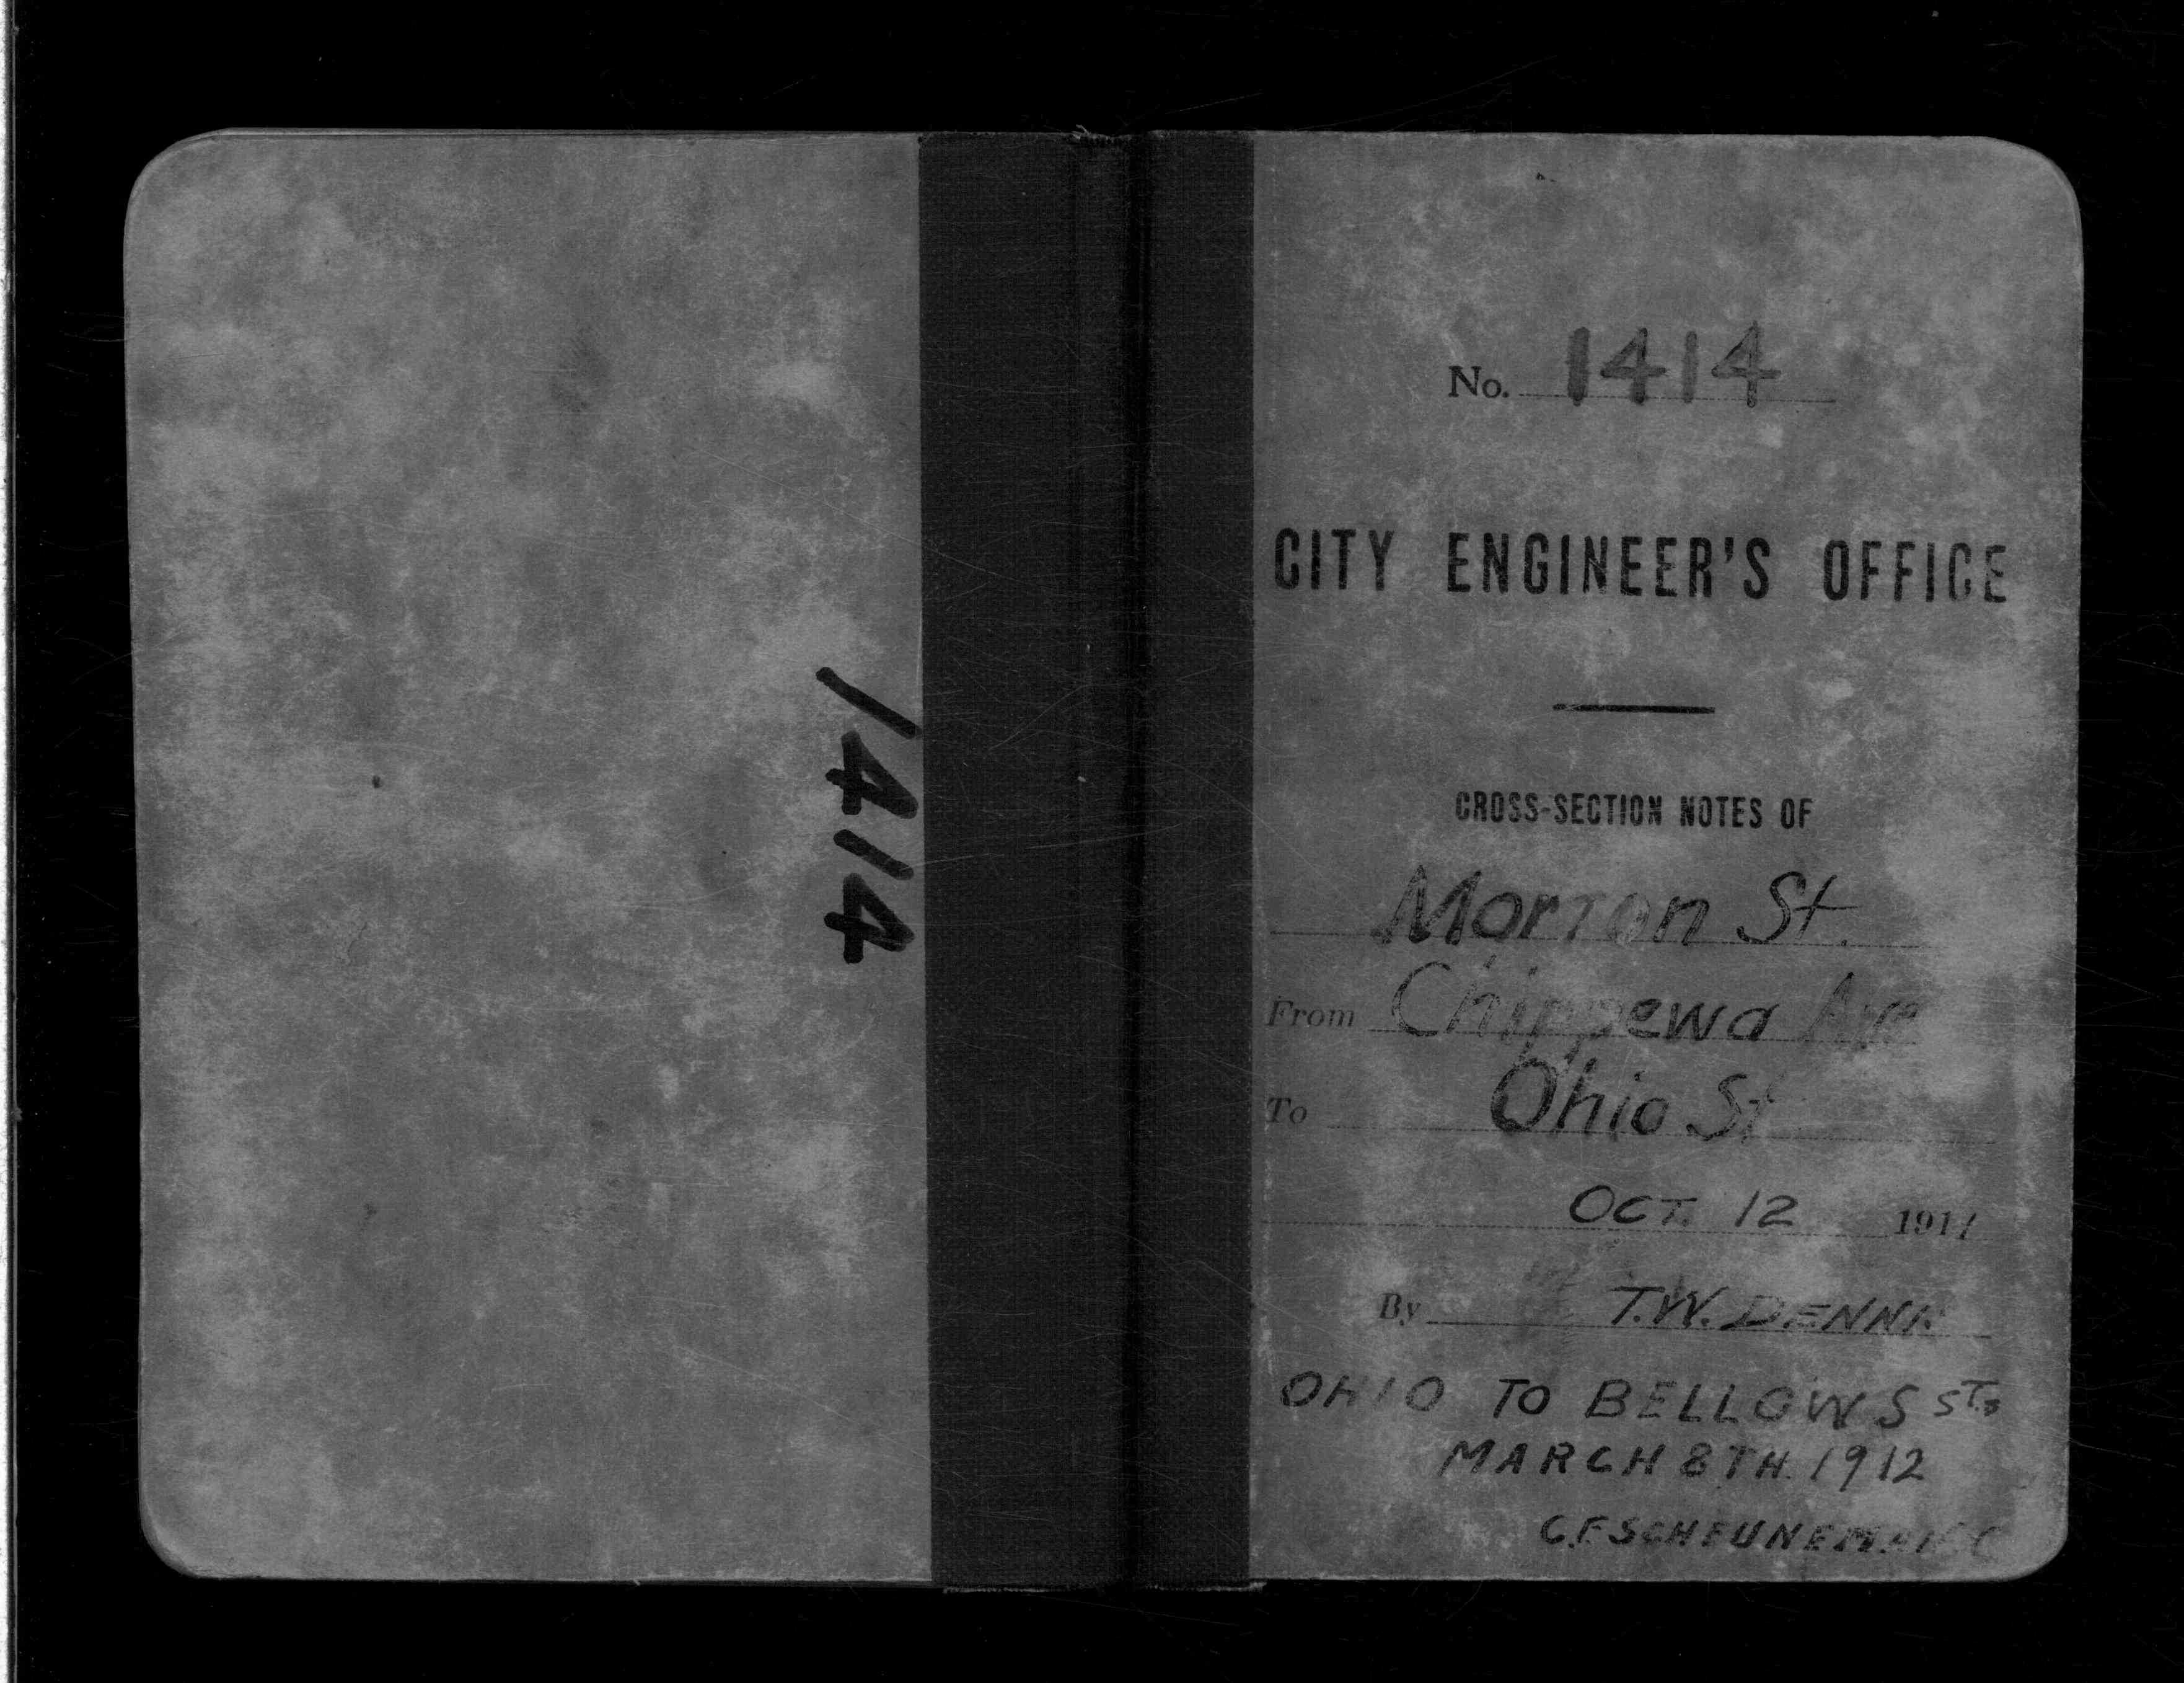 1414
No. 1414
CITY ENGINEER'S OFFICE
CROSS-SECTION NOTES OF
Morton St.
From Chippewa Ave
To Ohio St
OCT. 12 1911
By T.W. 
OHIO TO BELLOWS STS
MARCH 8TH. 1912
C.F.